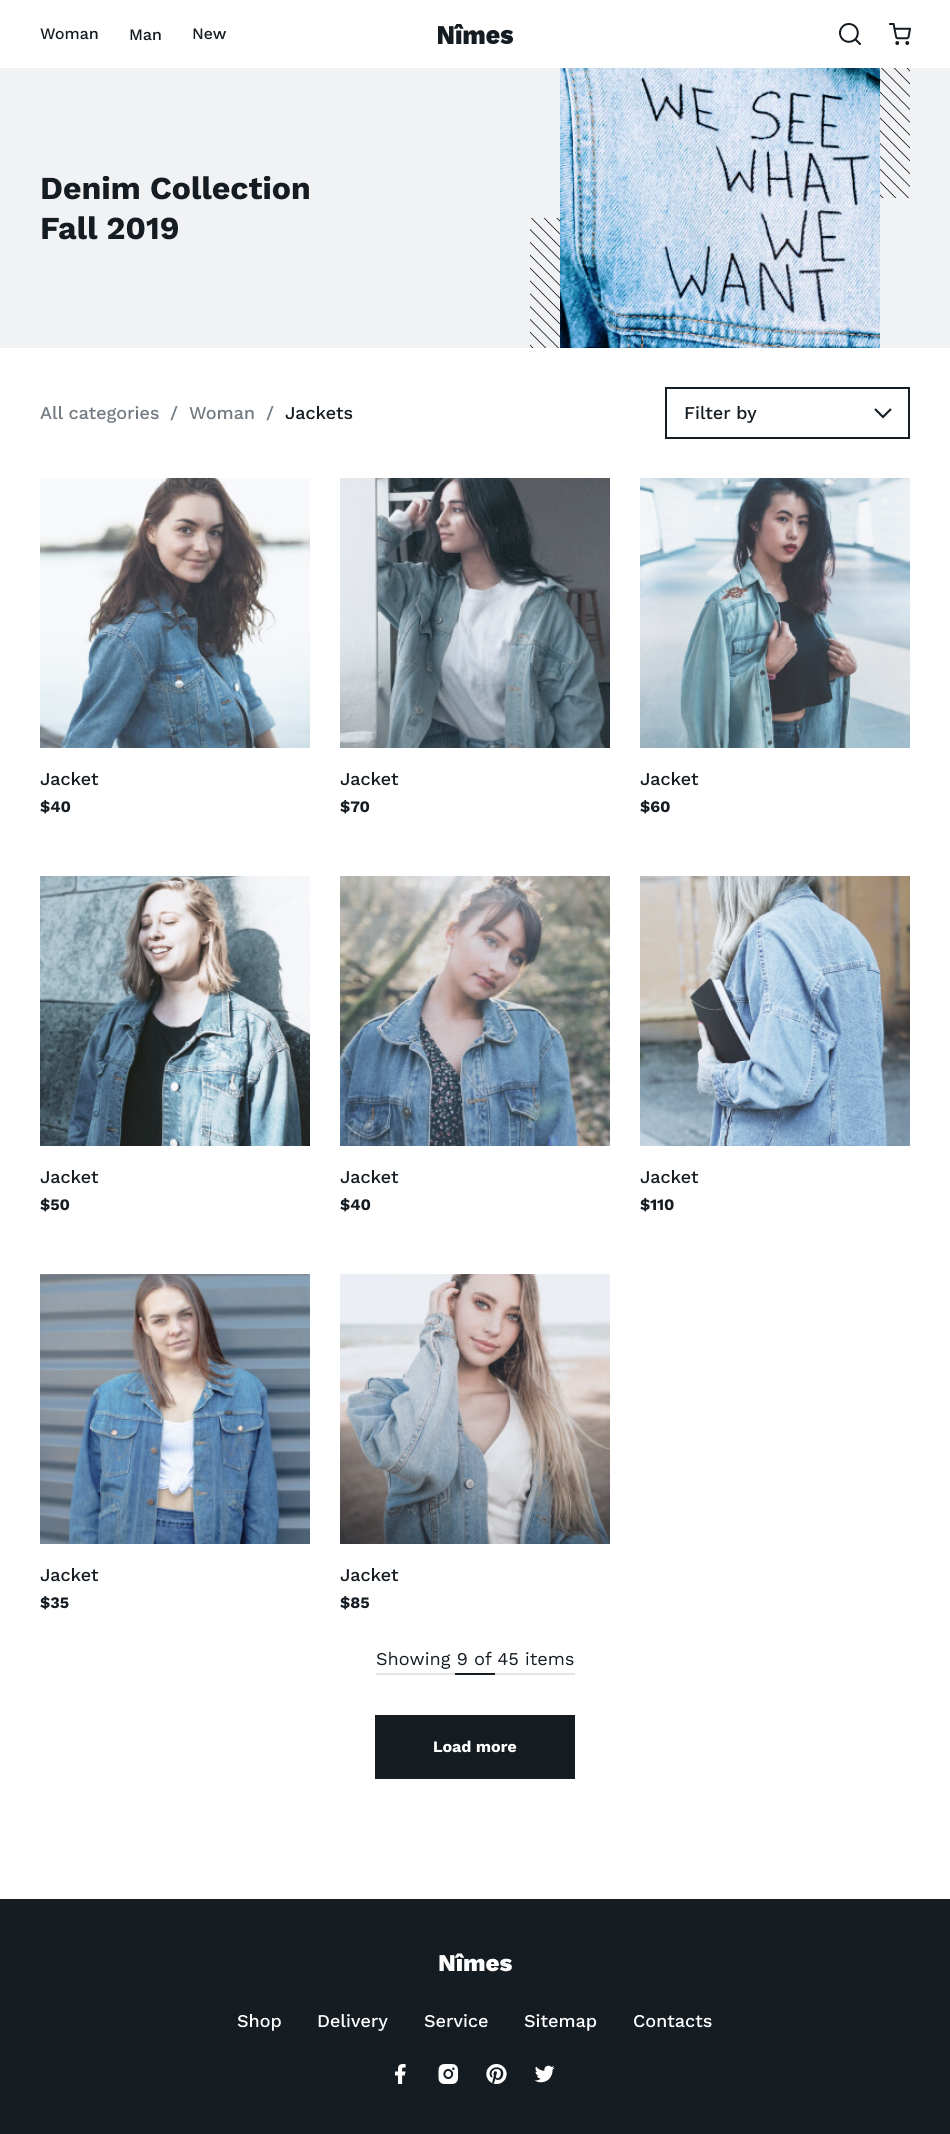 Woman Man New Nîmes
WE SEE
WHAT
WE
WANT
Denim Collection
Fall 2019
All categories / Woman / Jackets
Filter by
Jacket Jacket Jacket
$40 $70 $60
Jacket Jacket Jacket
$50 $40 $110
Jacket Jacket
$35 $85
Showing 9 of 45 items
Load more
Nîmes
Shop Delivery Service Sitemap Contacts